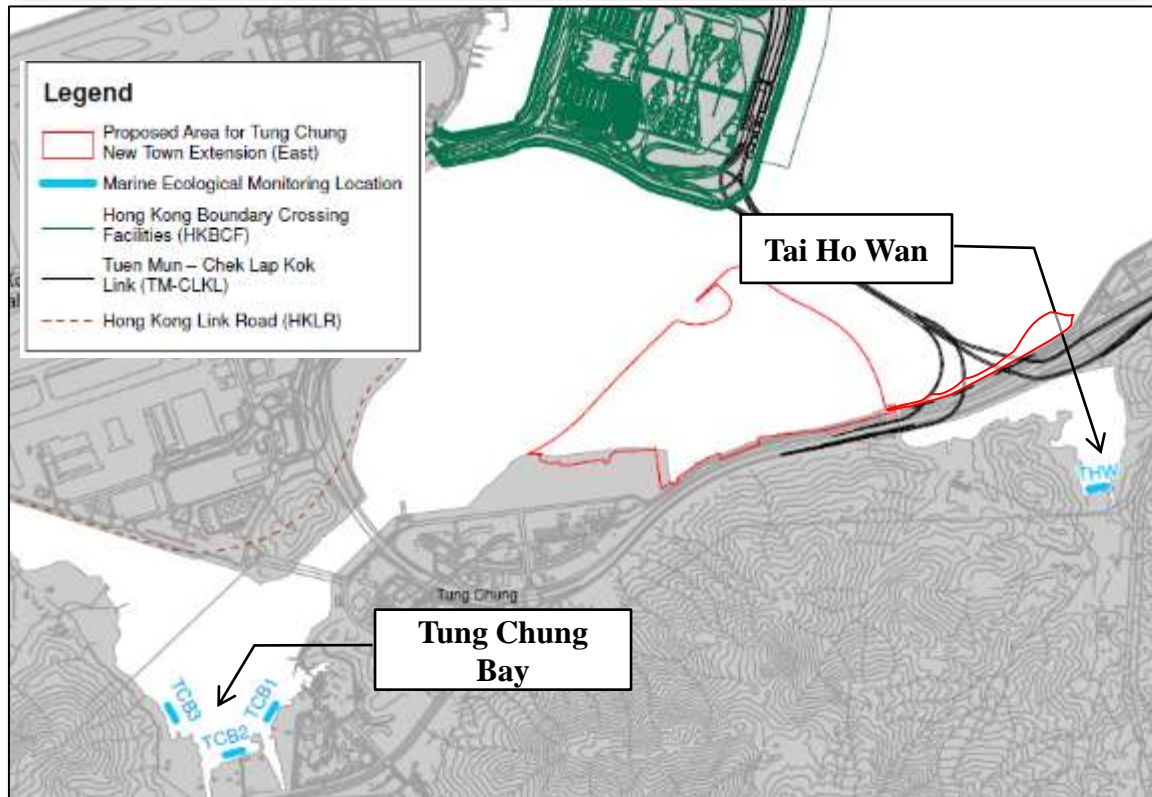 Legend
Proposed Area for Tung Chung
New Town Extension (East)
Marine Ecological Monitoring Location
Hong Kong Boundary Crossing
Facilities (HKBCF)
Tuen Mun – Chek Lap Kok
Link (TM-CLKL)
Hong Kong Link Road (HKLR)
Tai Ho Wan
THW
Tung Chung
Tung Chung
Bay
TCB3
TCB1
TCB2